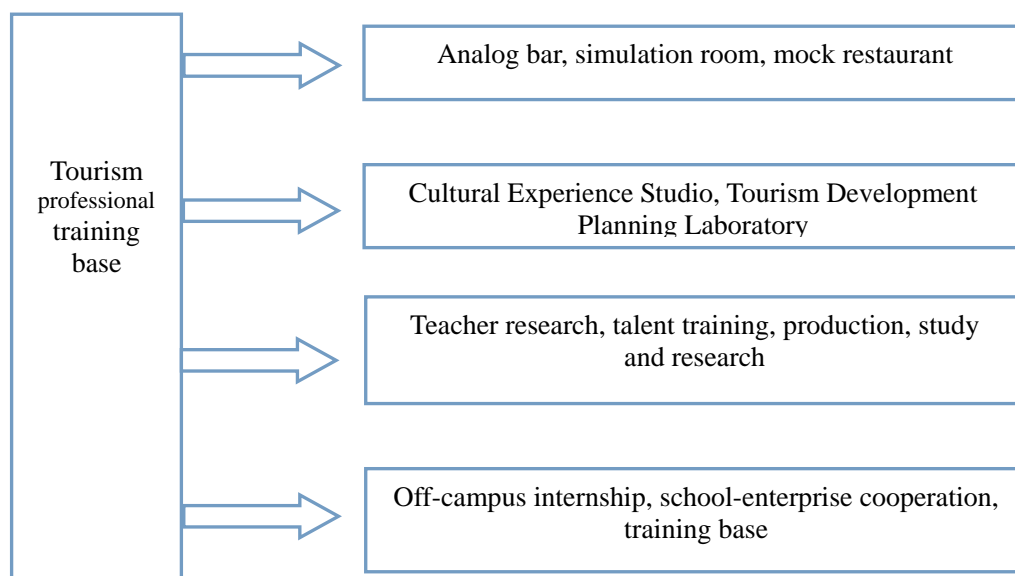 Tourism
professional
training
base
Analog bar, simulation room, mock restaurant
Cultural Experience Studio, Tourism Development
Planning Laboratory
Teacher research, talent training, production, study
and research
Off-campus internship, school-enterprise cooperation,
training base